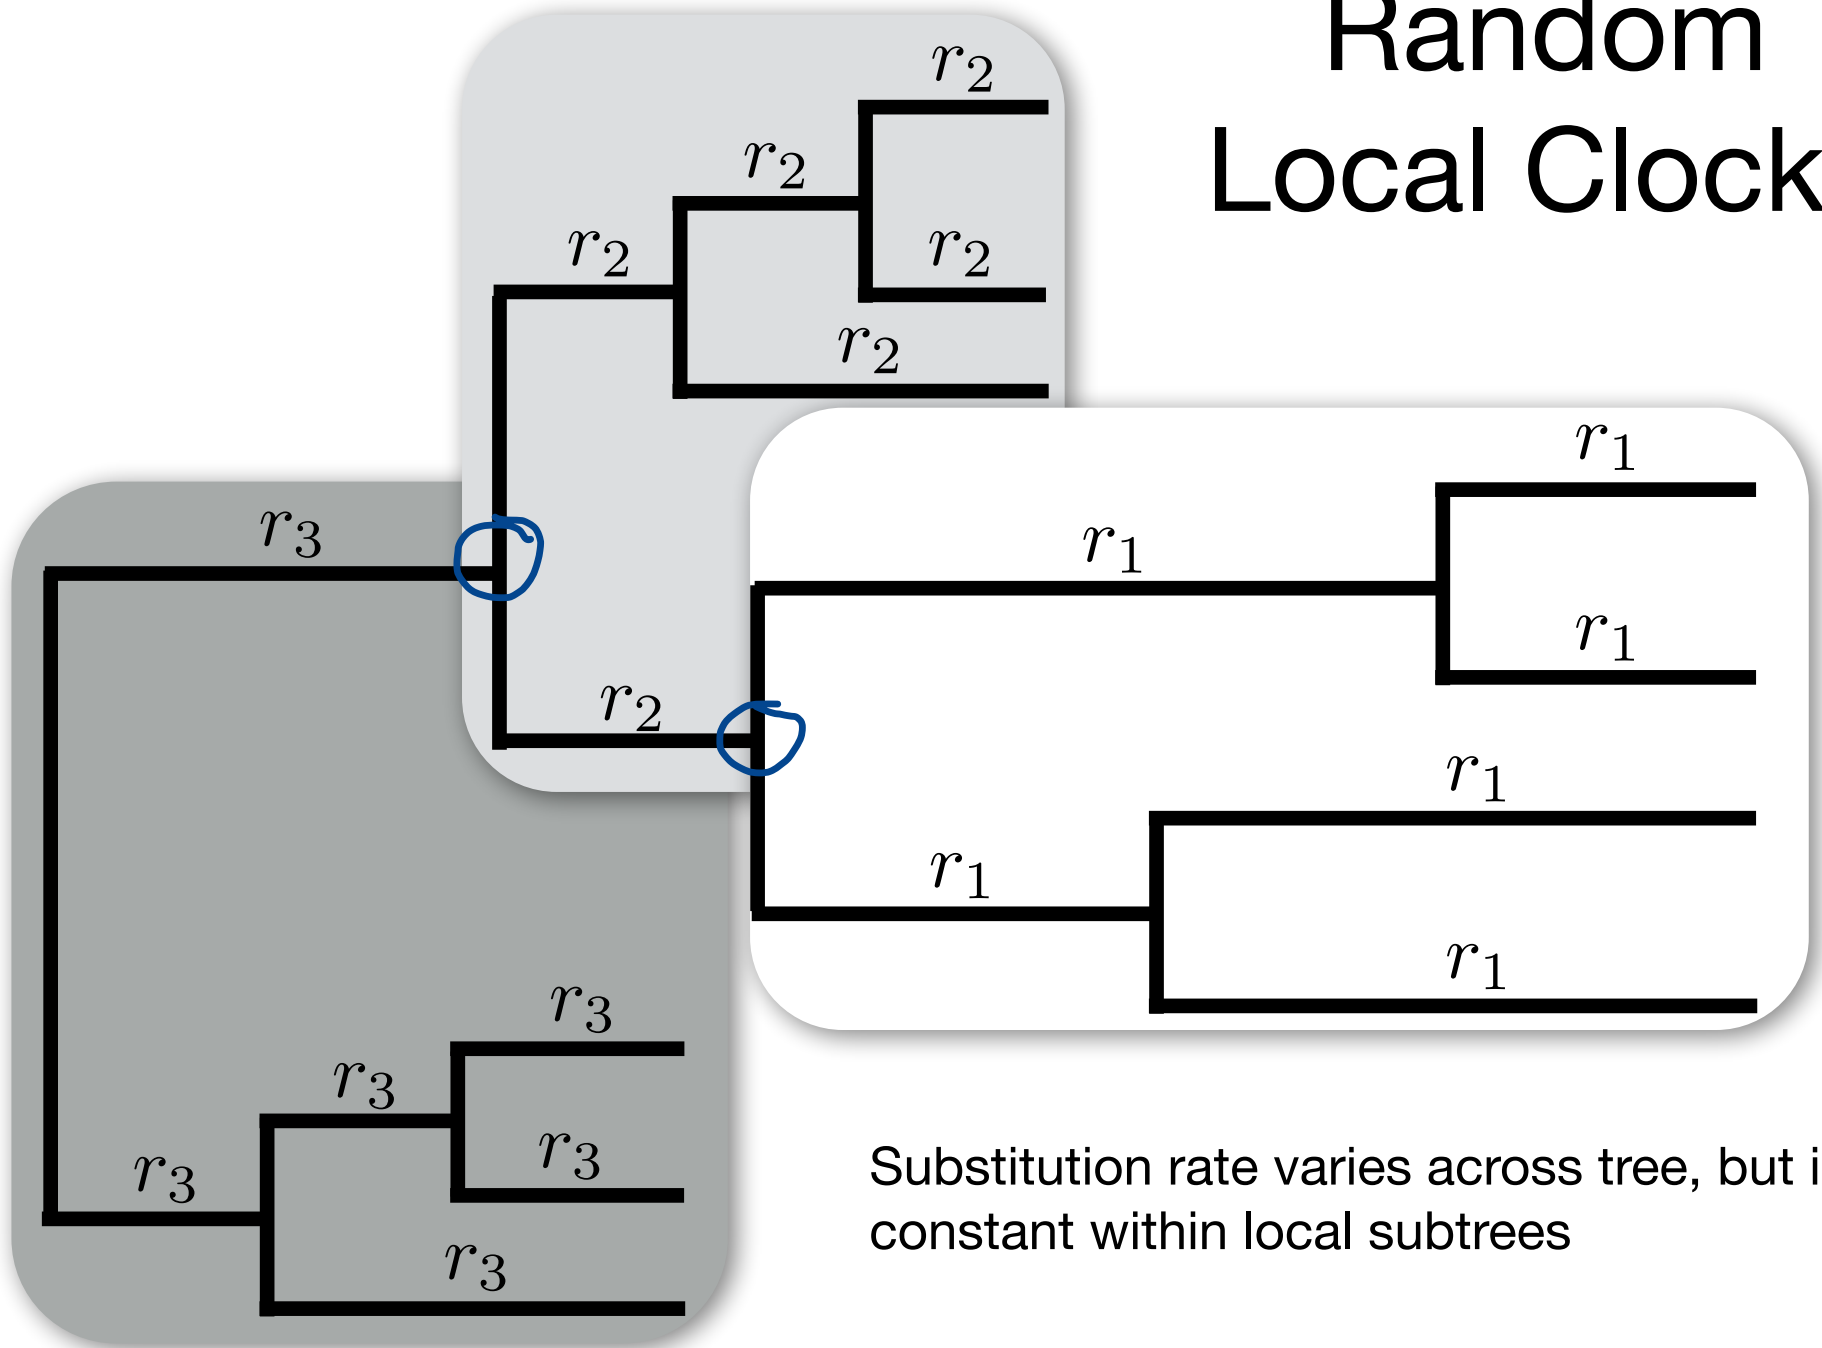 Random
Local Clock
r2
r2
r2
r2
r2
r1
r3
r1
r1
r2
r1
r1
r1
r3
r3
r3
r3
r3
Substitution rate varies across tree, but i
constant within local subtrees